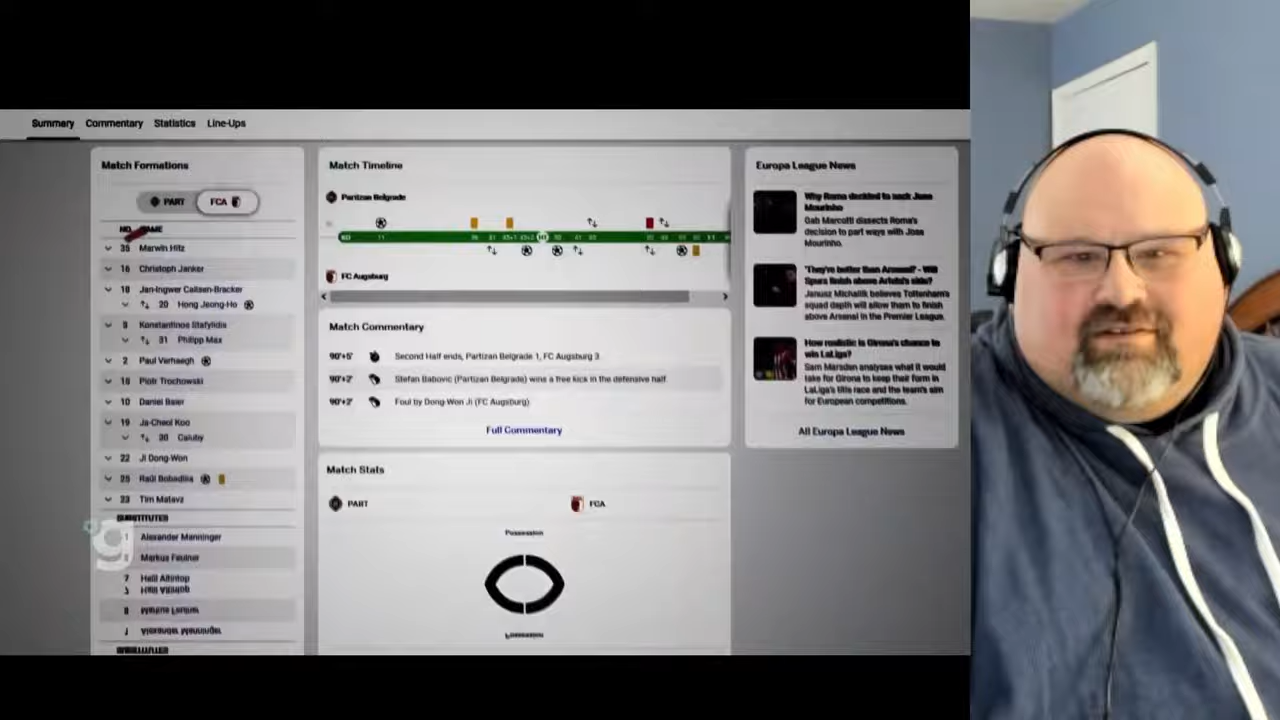 Summary Commentary Statistics Line-Ups
Match Formations
PART FCA
NO. NAME
35 Marwin Hitz
16 Christoph Janker
18 Jan-Ingwer Callsen-Bracker
20 Hong Jeong-Ho
Konstantinos Stafylidis
31 Philipp Max
2 Paul Verhaegh
Piotr Trochowski
10 Daniel Baier
19 Ja-Cheol Koo
Caiuby
22 Ji Dong-Won
25 Raúl Bobadilla
23 Tim Matavz
SUBSTITUTES
1 Alexander Manninger
Markus Feulner
7 Halil Altintop
Match Timeline
Partizan Belgrade
FC Augsburg
Match Commentary
90'+5' Second Half ends, Partizan Belgrade 1, FC Augsburg 3.
90'+2' Stefan Babovic (Partizan Belgrade) wins a free kick in the defensive half.
90'+2' Foul by Dong-Won Ji (FC Augsburg).
Full Commentary
Match Stats
PART FCA
Possession
Europa League News
Why Roma decided to sack Jose
Mourinho
Gab Marcotti dissects Roma's
decision to part ways with Jose
Mourinho.
'They're better than Arsenal' - Will
Spurs finish above Arteta's side?
Janusz Michallik believes Tottenham's
squad depth will allow them to finish
above Arsenal in the Premier League.
How realistic is Girona's chance to
win LaLiga?
Sam Marsden analyses what it would
take for Girona to keep their form in
LaLiga's title race and the team's aim
for European competitions.
All Europa League News
g